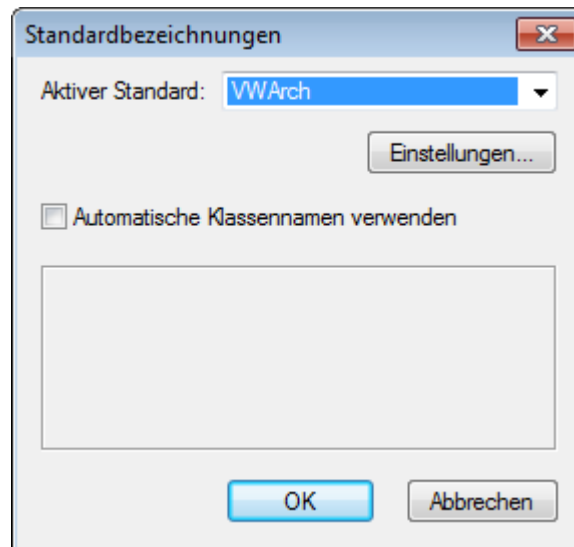 Standardbezeichnungen
Aktiver Standard: VWArch
Einstellungen...
Automatische Klassennamen verwenden
OK Abbrechen